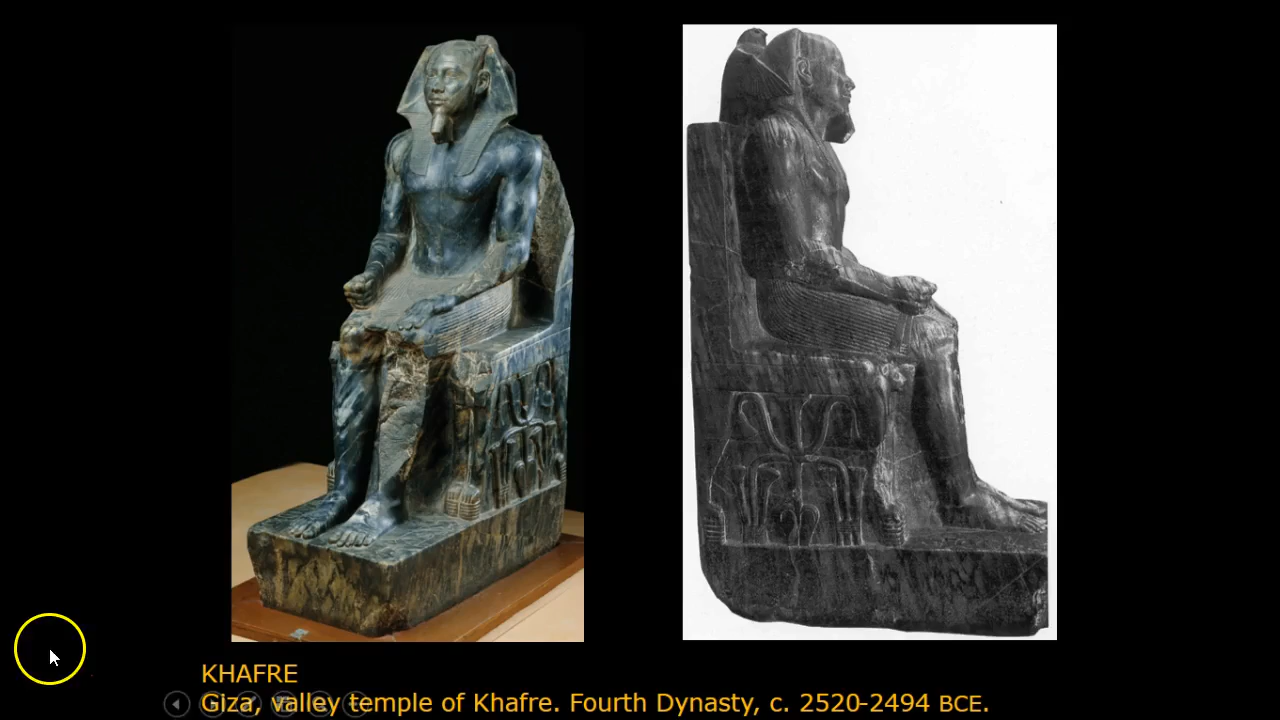 KHAFRE
Giza, valley temple of Khafre. Fourth Dynasty, c. 2520-2494 BCE.